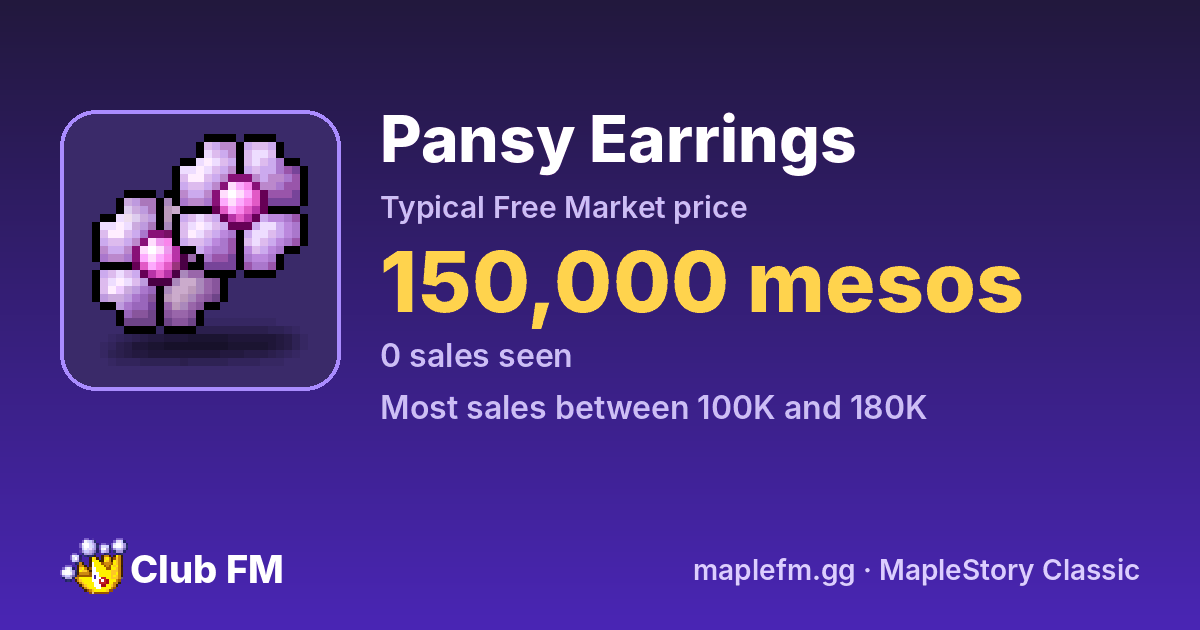 Pansy Earrings
Typical Free Market price
150,000 mesos
0 sales seen
Most sales between 100K and 180K
Club FM
maplefm.gg · MapleStory Classic